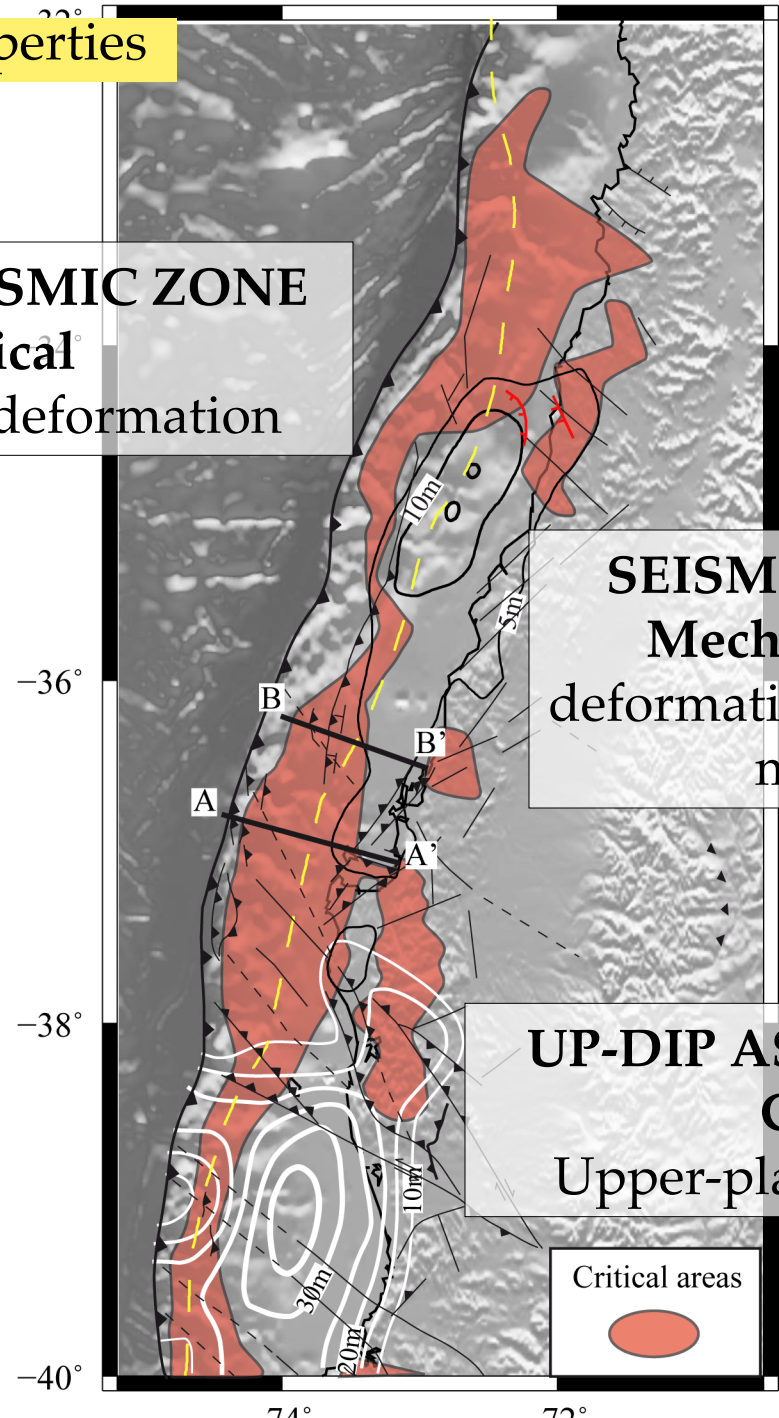 32°
perties
SMIC ZONE
ical
deformation
10m
SEISM
Mech
5m
deformati
−36°
B
B’
A
A’
−38°
UP-DIP AS
Upper-pla
10m
Critical areas
30m
20m
−40°
74°
72°